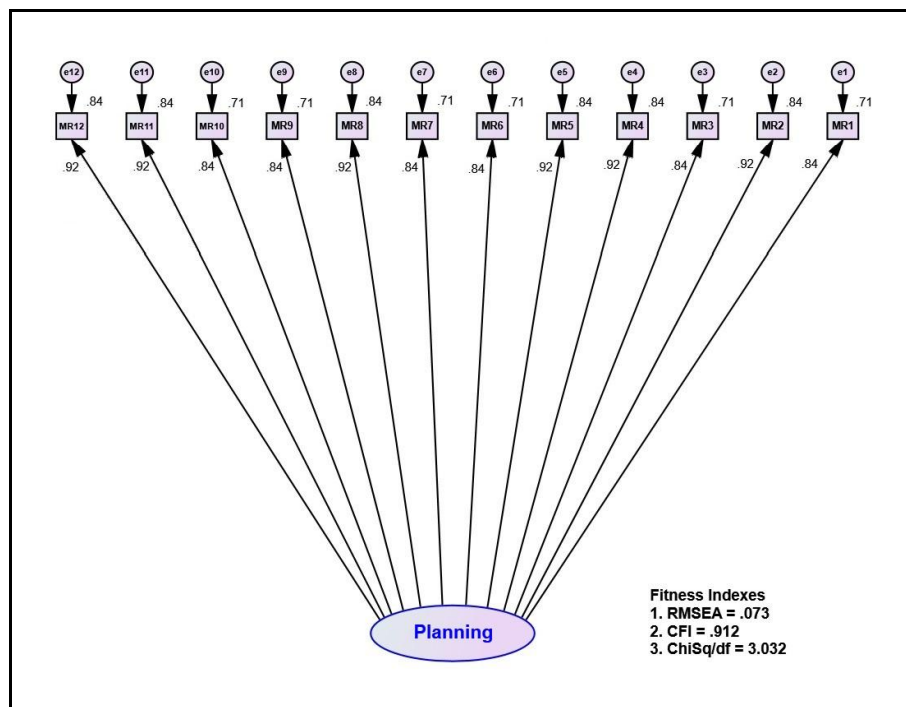 e12 e11 e10 e9 e8 e7 e6 e5 e4 e3 e2 e1
.84 .84 .71 .71 .84 .71 .71 .84 .84 .71 .84 .71
MR12 MR11 MR10 MR9 MR8 MR7 MR6 MR5 MR4 MR3 MR2 MR1
.92 .92 .84 .84 .92 .84 .84 .92 .92 .84 .92 .84
Planning
Fitness Indexes
1. RMSEA = .073
2. CFI = .912
3. ChiSq/df = 3.032